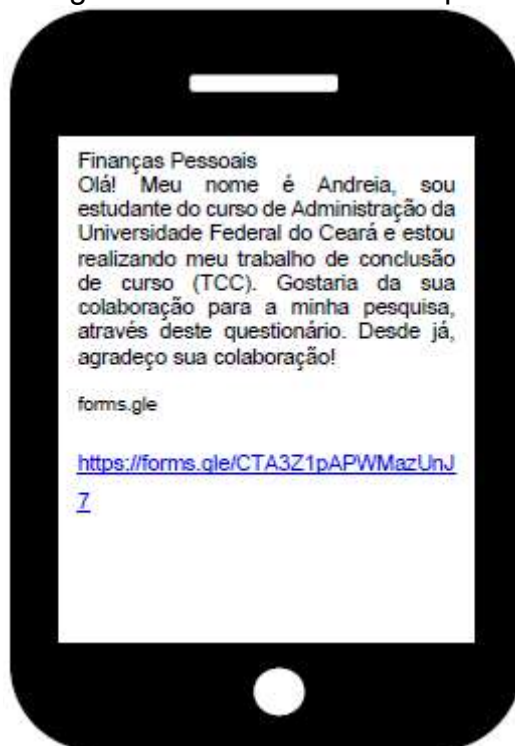 Finanças Pessoais
Olá! Meu nome é Andreia, sou
estudante do curso de Administração da
Universidade Federal do Ceará e estou
realizando meu trabalho de conclusão
de curso (TCC). Gostaria da sua
colaboração para a minha pesquisa,
através deste questionário. Desde já,
agradeço sua colaboração!
forms.gle
https://forms.gle/CTA3Z1pAPWMazUnJ
7